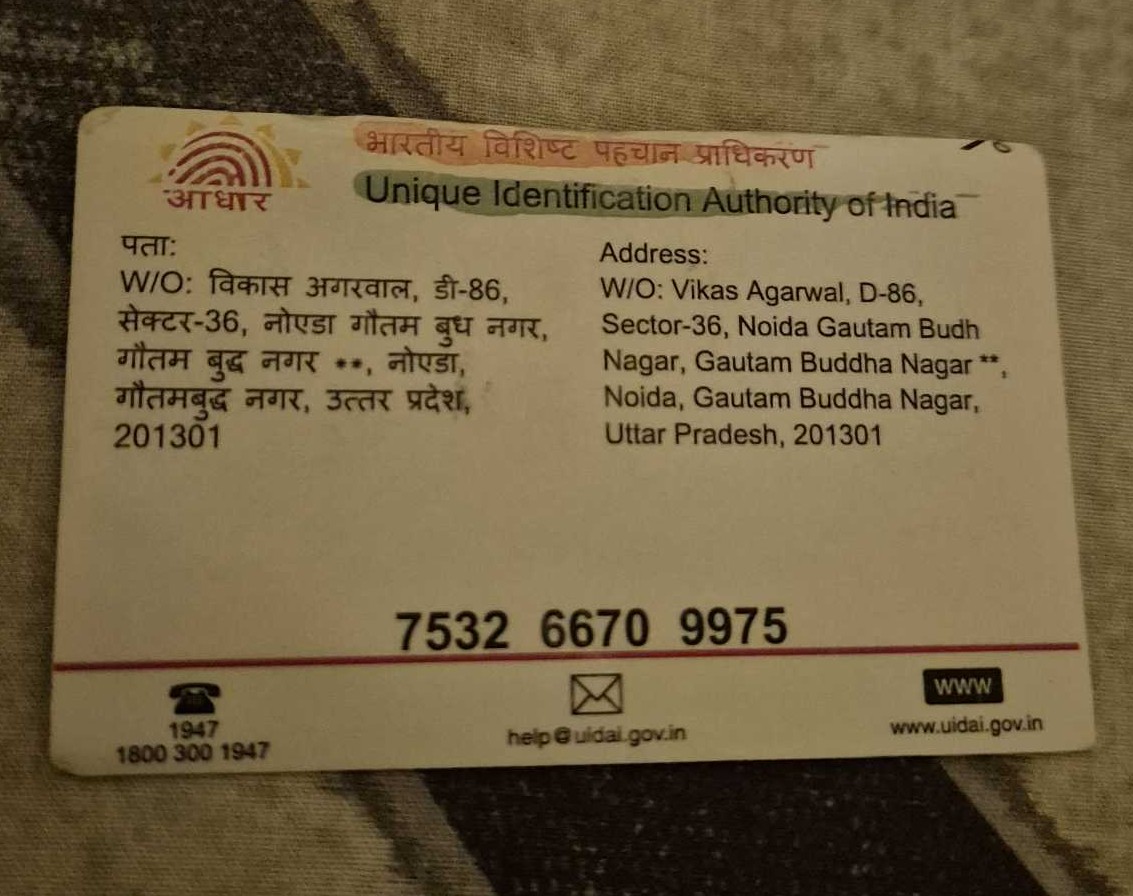 आधार
भारतीय विशिष्ट पहचान प्राधिकरण
Unique Identification Authority of India
पता:
W/O: विकास अगरवाल, डी-86,
सेक्टर-36, नोएडा गौतम बुध नगर,
गौतम बुद्ध नगर **, नोएडा,
गौतमबुद्ध नगर, उत्तर प्रदेश,
201301
Address:
W/O: Vikas Agarwal, D-86,
Sector-36, Noida Gautam Budh
Nagar, Gautam Buddha Nagar **,
Noida, Gautam Buddha Nagar,
Uttar Pradesh, 201301
7532 6670 9975
1947
1800 300 1947
help@uidai.gov.in
WWW
www.uidai.gov.in